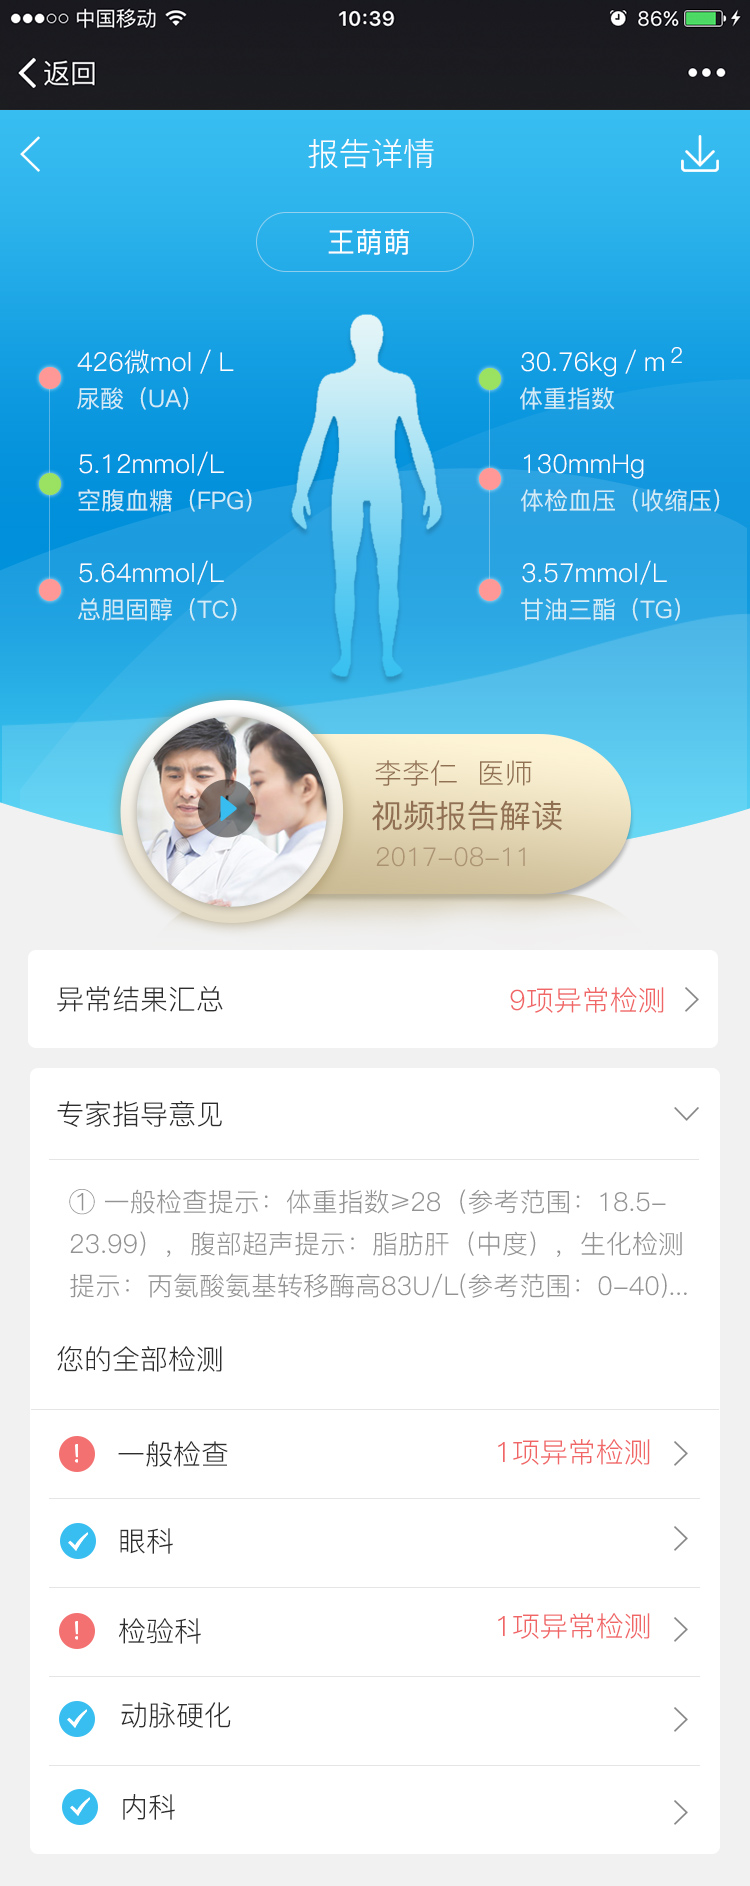 中国移动 10:39 86%
返回
报告详情
王萌萌
426微mol / L
尿酸（UA）
5.12mmol/L
空腹血糖（FPG）
5.64mmol/L
总胆固醇（TC）
30.76kg / m²
体重指数
130mmHg
体检血压（收缩压）
3.57mmol/L
甘油三酯（TG）
李李仁 医师
视频报告解读
2017-08-11
异常结果汇总 9项异常检测
专家指导意见
① 一般检查提示：体重指数≥28（参考范围：18.5-
23.99），腹部超声提示：脂肪肝（中度），生化检测
提示：丙氨酸氨基转移酶高83U/L(参考范围：0-40)...
您的全部检测
一般检查 1项异常检测
眼科
检验科 1项异常检测
动脉硬化
内科